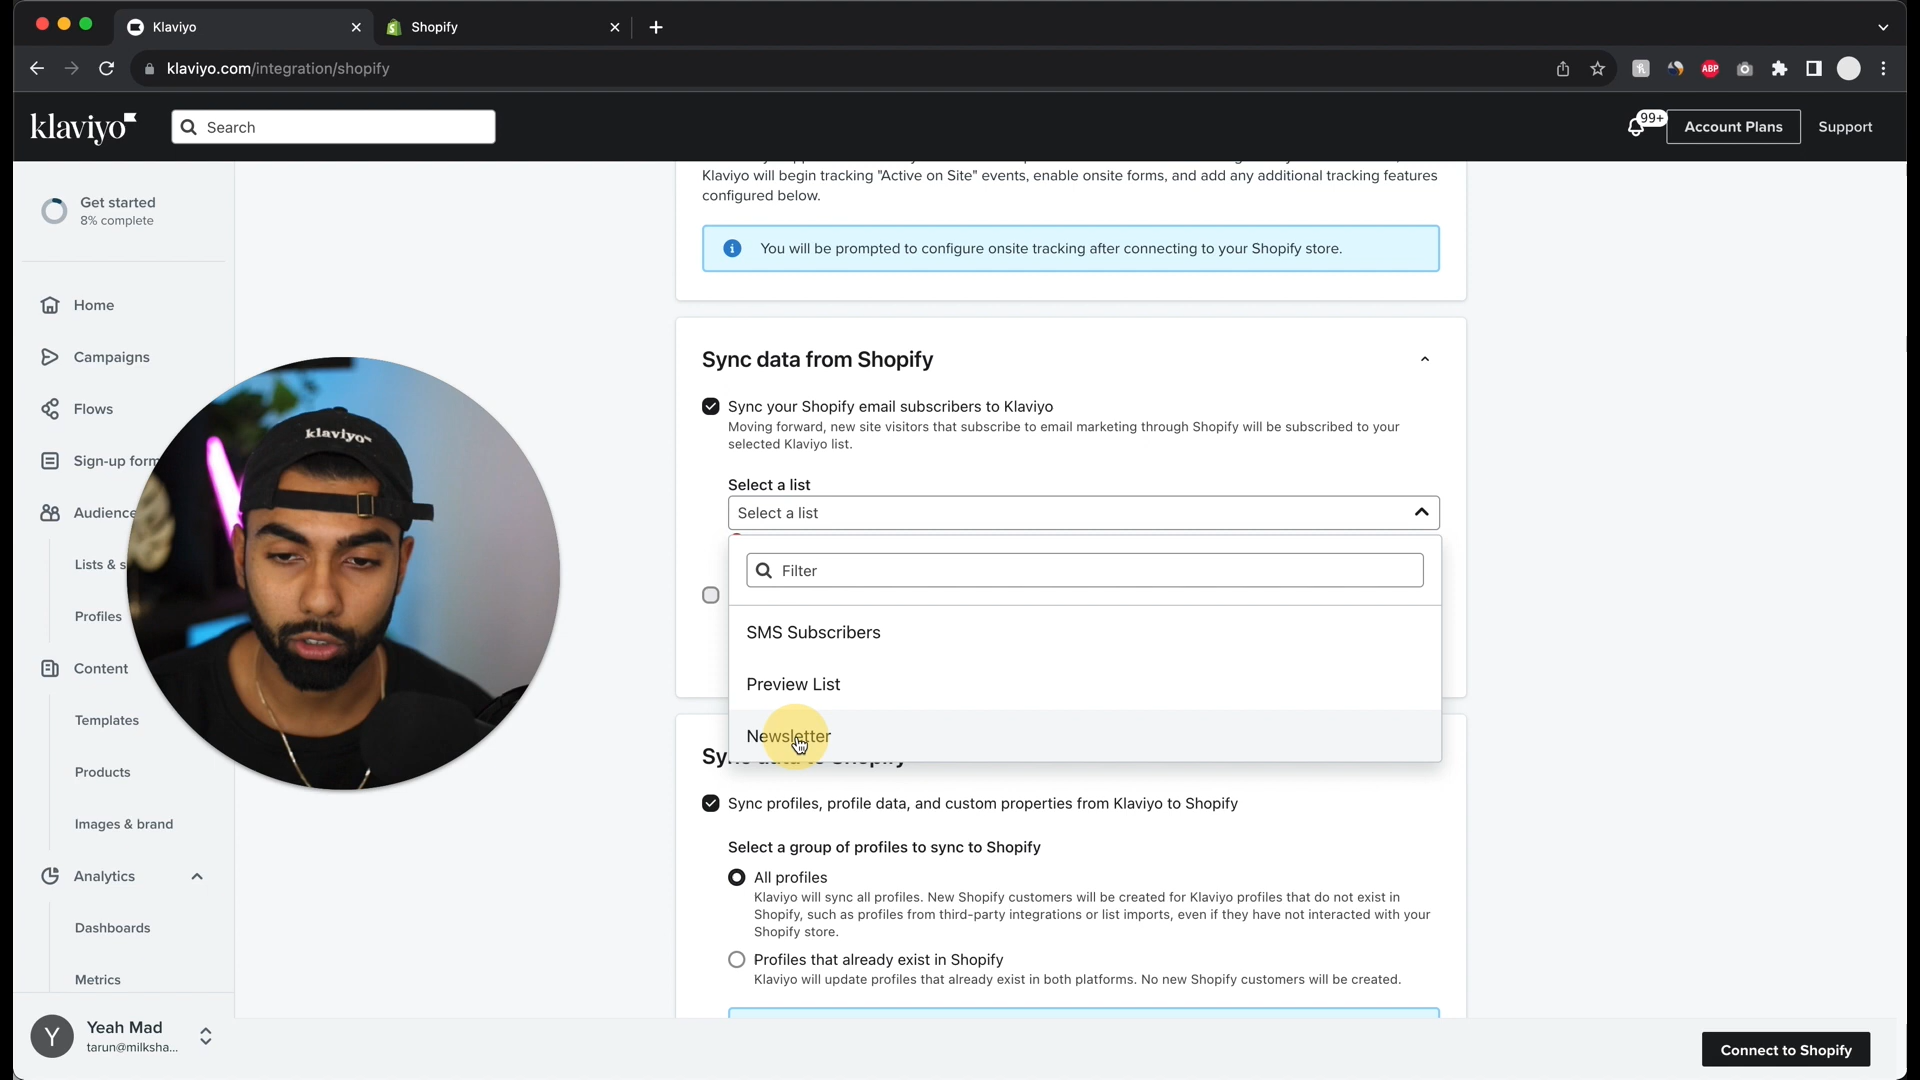 Klaviyo
Shopify
klaviyo.com/integration/shopify
ABP
klaviyo
Search
99+
Account Plans
Support
Get started
8% complete
Home
Campaigns
Flows
Sign-up form
Audience
Lists & s
Profiles
Content
Templates
Products
Images & brand
Analytics
Dashboards
Metrics
Y
Yeah Mad
tarun@milksha...
klaviyo
Klaviyo will begin tracking "Active on Site" events, enable onsite forms, and add any additional tracking features
configured below.
You will be prompted to configure onsite tracking after connecting to your Shopify store.
Sync data from Shopify
Sync your Shopify email subscribers to Klaviyo
Moving forward, new site visitors that subscribe to email marketing through Shopify will be subscribed to your
selected Klaviyo list.
Select a list
Select a list
Filter
SMS Subscribers
Preview List
Newsletter
Sync data to Shopify
Sync profiles, profile data, and custom properties from Klaviyo to Shopify
Select a group of profiles to sync to Shopify
All profiles
Klaviyo will sync all profiles. New Shopify customers will be created for Klaviyo profiles that do not exist in
Shopify, such as profiles from third-party integrations or list imports, even if they have not interacted with your
Shopify store.
Profiles that already exist in Shopify
Klaviyo will update profiles that already exist in both platforms. No new Shopify customers will be created.
Connect to Shopify